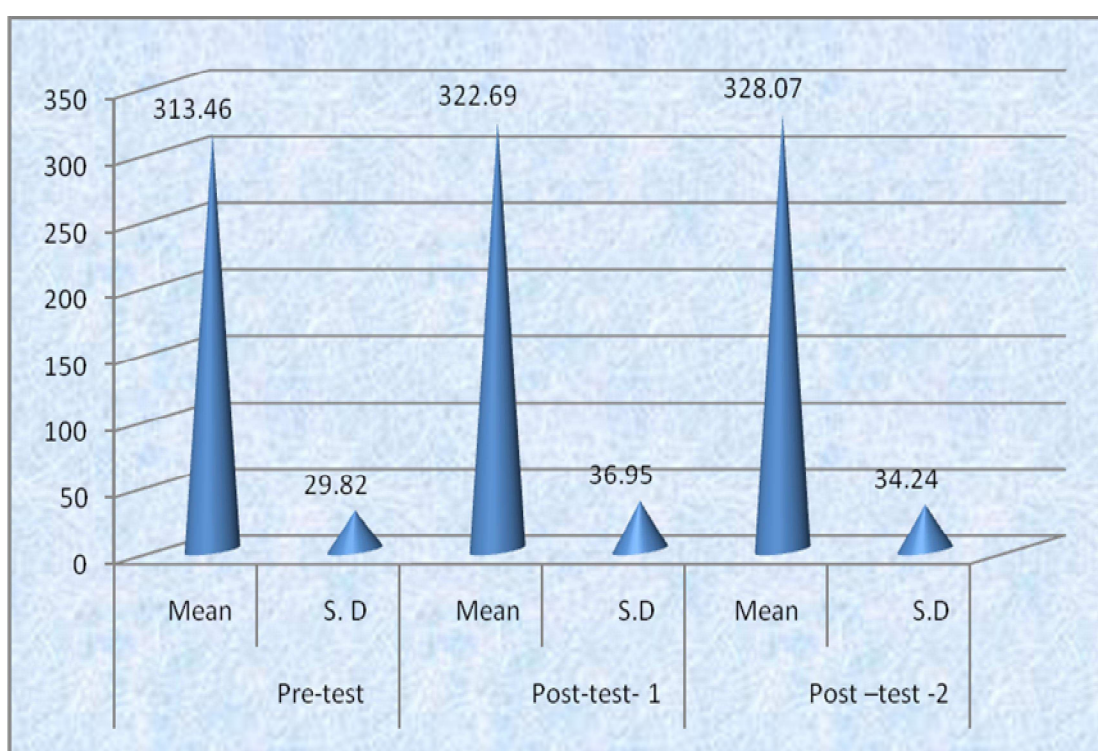 350
300
250
200
150
100
50
0
313.46
29.82
322.69
36.95
328.07
34.24
Mean
S. D
Mean
S.D
Mean
S.D
Pre-test
Post-test- 1
Post –test -2